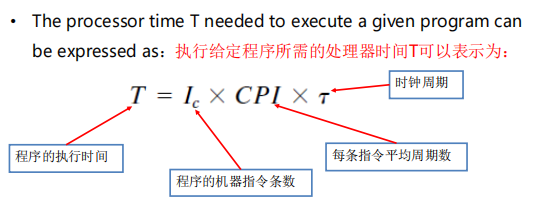 • The processor time T needed to execute a given program can
be expressed as: 执行给定程序所需的处理器时间T可以表示为:
T = I_c × CPI × τ
时钟周期
程序的执行时间
每条指令平均周期数
程序的机器指令条数